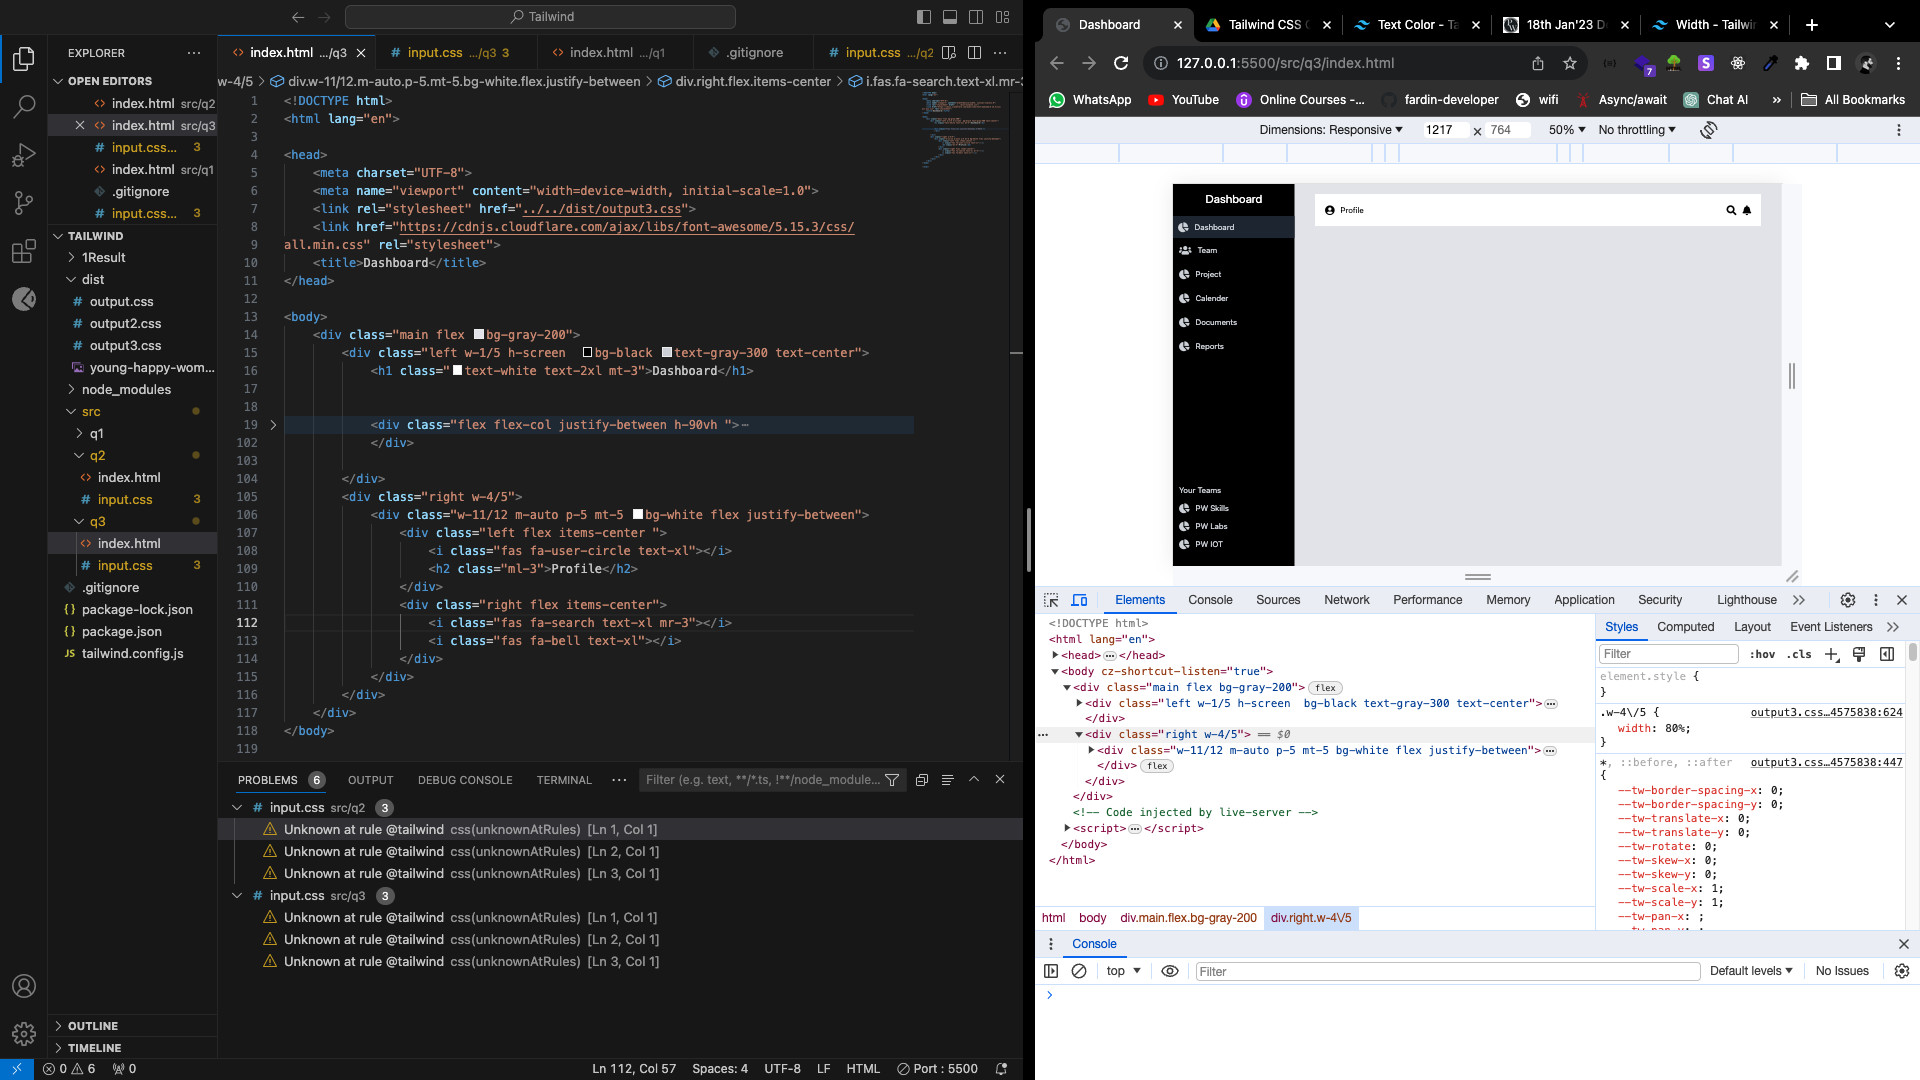 Tailwind
EXPLORER
OPEN EDITORS
index.html src/q2
index.html src/q3
input.css... 3
index.html src/q1
.gitignore
input.css... 3
TAILWIND
1Result
dist
output.css
output2.css
output3.css
young-happy-wom...
node_modules
src
q1
q2
index.html
input.css 3
q3
index.html
input.css 3
.gitignore
package-lock.json
package.json
tailwind.config.js
OUTLINE
TIMELINE
index.html .../q3
input.css .../q3 3
index.html .../q1
.gitignore
input.css .../q2
w-4/5 > div.w-11/12.m-auto.p-5.mt-5.bg-white.flex.justify-between > div.right.flex.items-center > i.fas.fa-search.text-xl.mr-3
1 <!DOCTYPE html>
2 <html lang="en">
3
4 <head>
5 <meta charset="UTF-8">
6 <meta name="viewport" content="width=device-width, initial-scale=1.0">
7 <link rel="stylesheet" href="../../dist/output3.css">
8 <link href="https://cdnjs.cloudflare.com/ajax/libs/font-awesome/5.15.3/css/
9 all.min.css" rel="stylesheet">
10 <title>Dashboard</title>
11 </head>
12
13 <body>
14 <div class="main flex bg-gray-200">
15 <div class="left w-1/5 h-screen bg-black text-gray-300 text-center">
16 <h1 class="text-white text-2xl mt-3">Dashboard</h1>
17
18
19 <div class="flex flex-col justify-between h-90vh ">⋯
102 </div>
103
104 </div>
105 <div class="right w-4/5">
106 <div class="w-11/12 m-auto p-5 mt-5 bg-white flex justify-between">
107 <div class="left flex items-center ">
108 <i class="fas fa-user-circle text-xl"></i>
109 <h2 class="ml-3">Profile</h2>
110 </div>
111 <div class="right flex items-center">
112 <i class="fas fa-search text-xl mr-3"></i>
113 <i class="fas fa-bell text-xl"></i>
114 </div>
115 </div>
116 </div>
117 </div>
118 </body>
119
PROBLEMS 6 OUTPUT DEBUG CONSOLE TERMINAL ⋯ Filter (e.g. text, **/*.ts, !**/node_module...
input.css src/q2 3
Unknown at rule @tailwind css(unknownAtRules) [Ln 1, Col 1]
Unknown at rule @tailwind css(unknownAtRules) [Ln 2, Col 1]
Unknown at rule @tailwind css(unknownAtRules) [Ln 3, Col 1]
input.css src/q3 3
Unknown at rule @tailwind css(unknownAtRules) [Ln 1, Col 1]
Unknown at rule @tailwind css(unknownAtRules) [Ln 2, Col 1]
Unknown at rule @tailwind css(unknownAtRules) [Ln 3, Col 1]
0 6 0 Ln 112, Col 57 Spaces: 4 UTF-8 LF HTML Port : 5500
Dashboard
Tailwind CSS
Text Color - Ta
18th Jan'23 D
Width - Tailwi
127.0.0.1:5500/src/q3/index.html
7
WhatsApp YouTube Online Courses -... fardin-developer wifi Async/await Chat AI » All Bookmarks
Dimensions: Responsive 1217 × 764 50% No throttling
Dashboard
Dashboard
Team
Project
Calender
Documents
Reports
Your Teams
PW Skills
PW Labs
PW IOT
Profile
Elements Console Sources Network Performance Memory Application Security Lighthouse
<!DOCTYPE html>
<html lang="en">
<head> </head>
<body cz-shortcut-listen="true">
<div class="main flex bg-gray-200"> flex
<div class="left w-1/5 h-screen bg-black text-gray-300 text-center">
</div>
<div class="right w-4/5"> == $0
<div class="w-11/12 m-auto p-5 mt-5 bg-white flex justify-between">
</div> flex
</div>
</div>
<!-- Code injected by live-server -->
<script> </script>
</body>
</html>
html body div.main.flex.bg-gray-200 div.right.w-4\/5
Styles Computed Layout Event Listeners
Filter :hov .cls
element.style {
}
.w-4\/5 { output3.css…4575838:624
width: 80%;
}
*, ::before, ::after output3.css…4575838:447
{
--tw-border-spacing-x: 0;
--tw-border-spacing-y: 0;
--tw-translate-x: 0;
--tw-translate-y: 0;
--tw-rotate: 0;
--tw-skew-x: 0;
--tw-skew-y: 0;
--tw-scale-x: 1;
--tw-scale-y: 1;
--tw-pan-x: ;
Console
top Filter Default levels No Issues